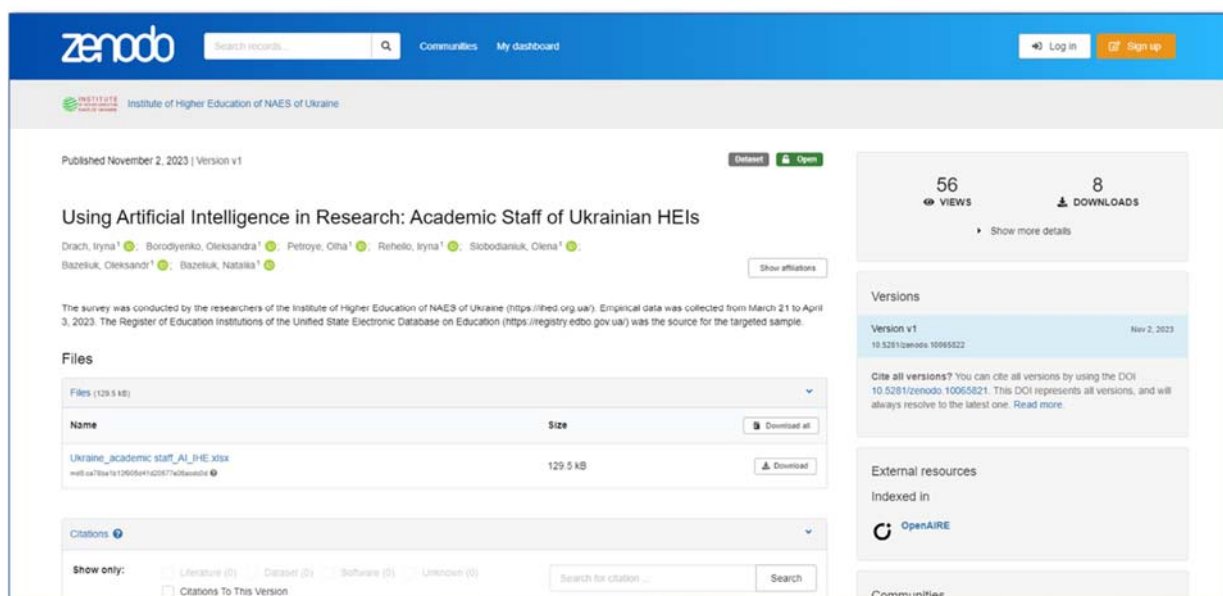 zenodo
Search records...
Communities
My dashboard
Log in
Sign up
INSTITUTE
Institute of Higher Education of NAES of Ukraine
Published November 2, 2023 | Version v1
Dataset
Open
Using Artificial Intelligence in Research: Academic Staff of Ukrainian HEIs
Drach, Iryna¹; Borodiyenko, Oleksandra¹; Petroye, Olha¹; Reheilo, Iryna¹; Slobodianiuk, Olena¹;
Bazeliuk, Oleksandr¹; Bazeliuk, Nataliia¹
Show affiliations
The survey was conducted by the researchers of the Institute of Higher Education of NAES of Ukraine (https://ihed.org.ua/). Empirical data was collected from March 21 to April
3, 2023. The Register of Education Institutions of the Unified State Electronic Database on Education (https://registry.edbo.gov.ua/) was the source for the targeted sample.
Files
Files (129.5 kB)
Name
Size
Download all
Ukraine_academic staff_AI_IHE.xlsx
129.5 kB
Download
Citations
Show only:
Literature (0)
Dataset (0)
Software (0)
Unknown (0)
Citations To This Version
Search for citation ...
Search
56
VIEWS
8
DOWNLOADS
Show more details
Versions
Version v1
Nov 2, 2023
10.5281/zenodo.10065822
Cite all versions? You can cite all versions by using the DOI
10.5281/zenodo.10065821. This DOI represents all versions, and will
always resolve to the latest one. Read more.
External resources
Indexed in
OpenAIRE
Communities